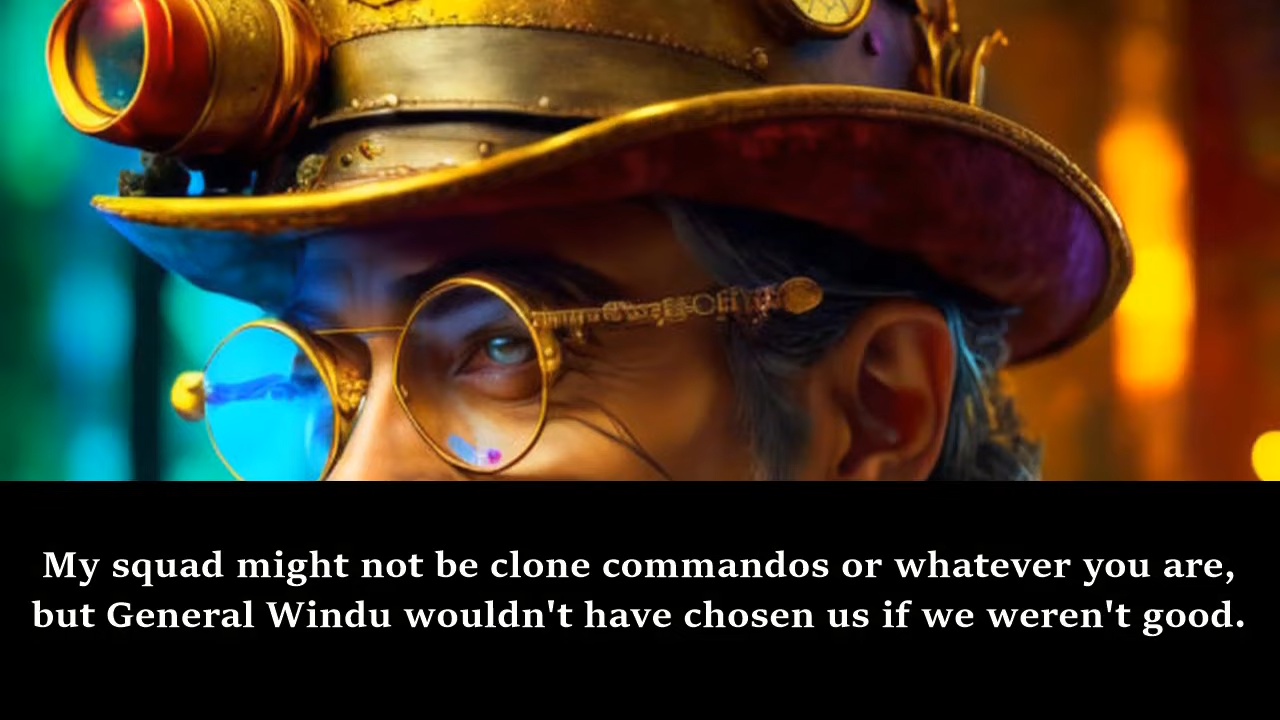 My squad might not be clone commandos or whatever you are,
but General Windu wouldn't have chosen us if we weren't good.